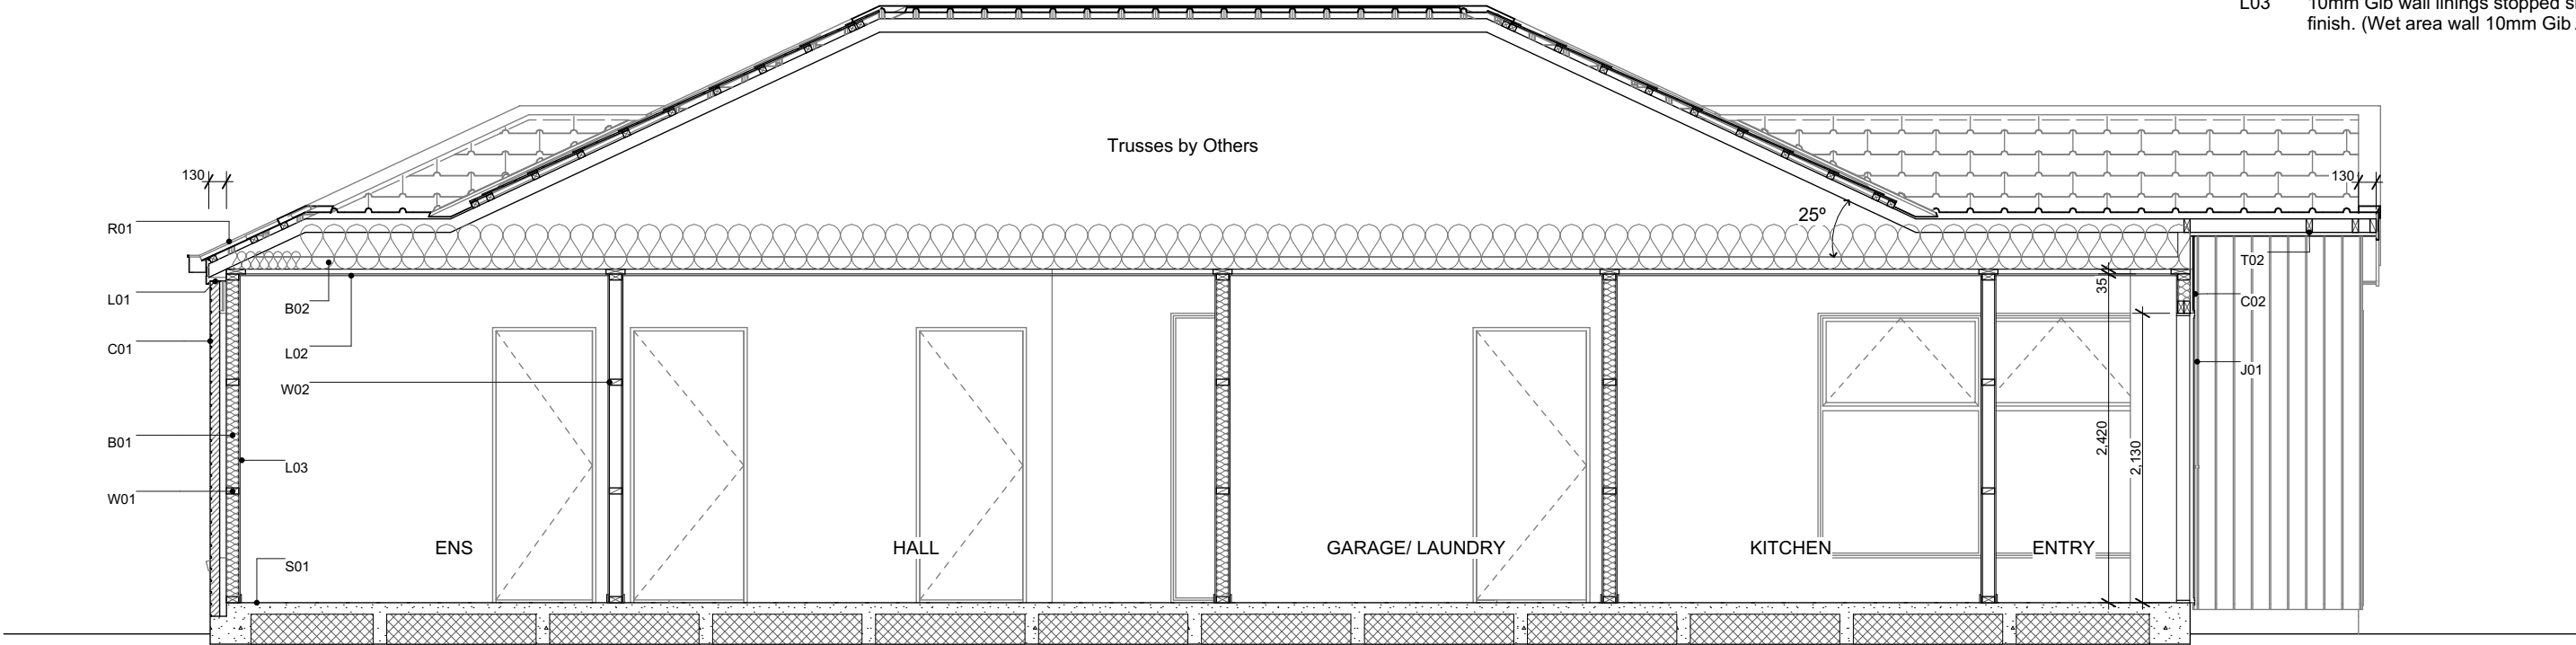 L03 10mm Gib wall linings stopped
finish. (Wet area wall 10mm Gib
Trusses by Others
130
130
R01
25º
T02
L01
B02
35
C02
C01
L02
J01
W02
2,420
2,130
B01
L03
W01
ENS
HALL
GARAGE/ LAUNDRY
KITCHEN
ENTRY
S01